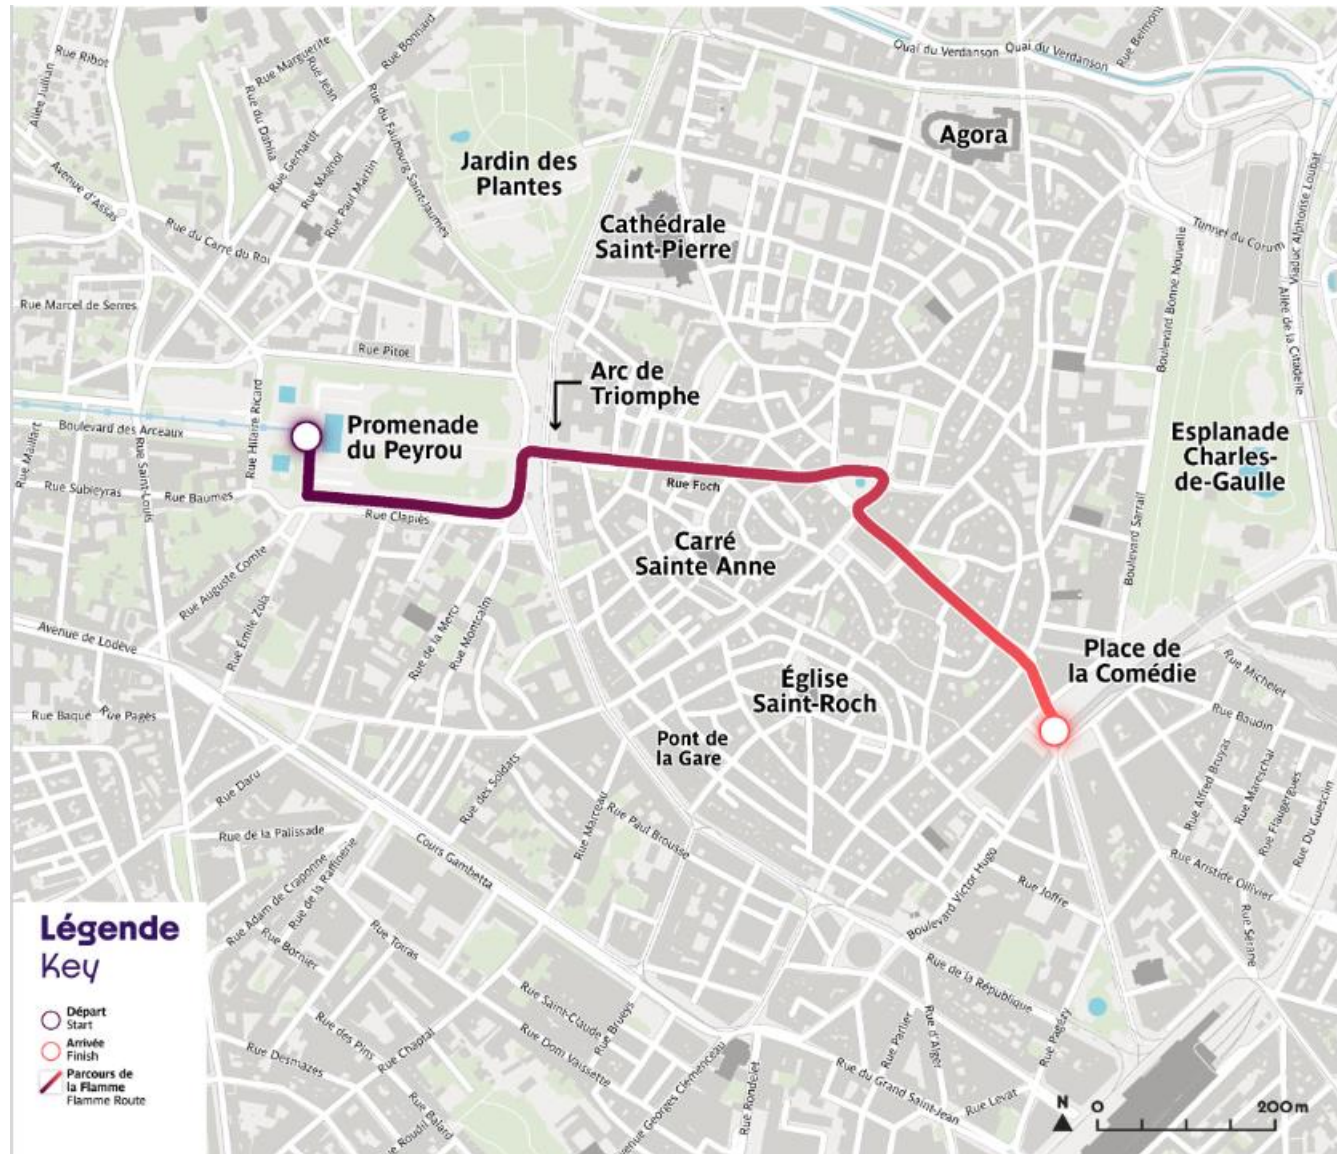 Quai du Verdanson
Quai du Verdanson
Rue Belmont
Rue Ribot
Allée Jullian
Rue Marguerite
Rue Jean
Rue Bonnard
Rue du Dahlia
Rue Gerhardt
Rue Magnol
Rue Paul Martin
Rue du Faubourg Saint-Jaumes
Agora
Jardin des
Plantes
Cathédrale
Saint-Pierre
Avenue d'Assas
Rue du Carré du Roi
Tunnel du Corum
Viaduc Alphonse Loubat
Allée de la Citadelle
Boulevard Bonne Nouvelle
Rue Marcel de Serres
Rue Pitot
Arc de
Triomphe
Rue Hilaire Ricard
Promenade
du Peyrou
Boulevard des Arceaux
Rue Maillart
Rue Saint-Louis
Esplanade
Charles-
de-Gaulle
Rue Subleyras
Rue Baumes
Rue Clapiès
Rue Foch
Boulevard Sarrail
Carré
Sainte Anne
Rue Auguste Comte
Rue Émile Zola
Rue de la Merci
Rue Montcalm
Avenue de Lodève
Place de
la Comédie
Rue Michelet
Rue Baudin
Église
Saint-Roch
Rue Baqué
Rue Pagès
Pont de
la Gare
Rue Alfred Bruyas
Rue Mareschal
Rue Flaugergues
Rue Du Guesclin
Rue Daru
Rue des Soldats
Rue Marceau
Rue Paul Brousse
Rue de la Palissade
Cours Gambetta
Rue Adam de Craponne
Rue de la Raffinerie
Rue Aristide Ollivier
Boulevard Victor Hugo
Rue Joffre
Rue Sérane
Légende
Key
Départ
Start
Arrivée
Finish
Parcours de
la Flamme
Flamme Route
Rue Bornier
Rue Toiras
Rue de la République
Rue Saint-Claude
Rue Brueys
Rue Dom Vaissette
Rue des Pins
Rue Chaptal
Rue Desmazes
Rue Parlier
Rue d'Alger
Rue Pagézy
Avenue Georges Clemenceau
Rue Rondelet
Rue du Grand Saint-Jean
Rue Levat
Rue Balard
Rue Roudil
N
0
200 m